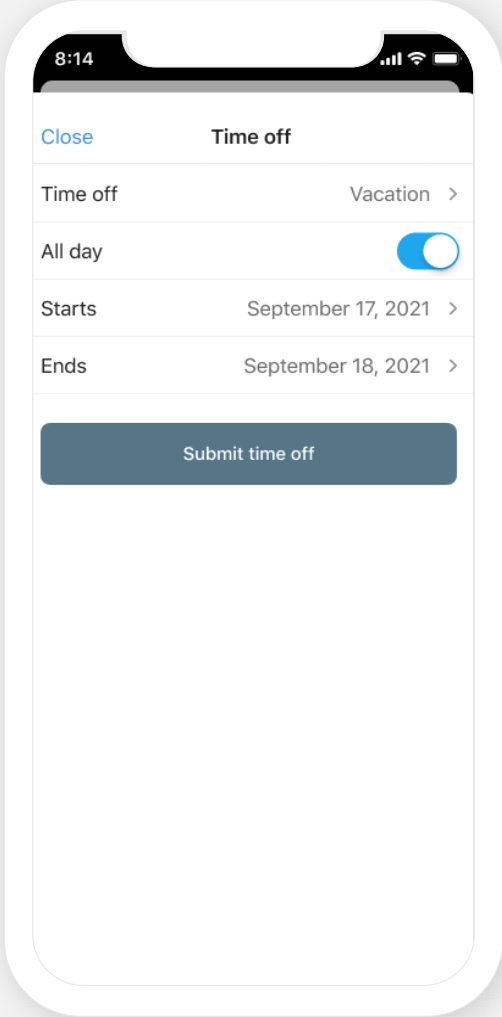 8:14
Close Time off
Time off Vacation
All day
Starts September 17, 2021
Ends September 18, 2021
Submit time off